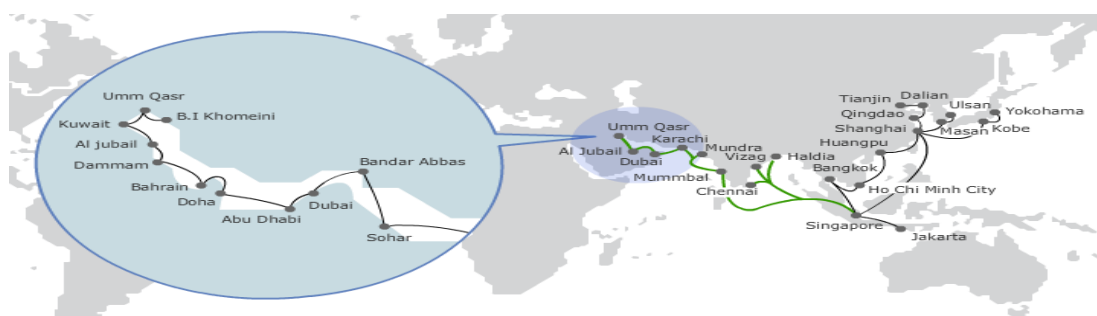 Umm Qasr
B.I Khomeini
Kuwait
Al jubail
Dammam
Bahrain
Doha
Abu Dhabi
Dubai
Bandar Abbas
Sohar
Umm Qasr
Al Jubail
Dubai
Karachi
Mundra
Mummbal
Vizag
Haldia
Chennai
Tianjin
Dalian
Qingdao
Ulsan
Yokohama
Shanghai
Masan
Kobe
Huangpu
Bangkok
Ho Chi Minh City
Singapore
Jakarta